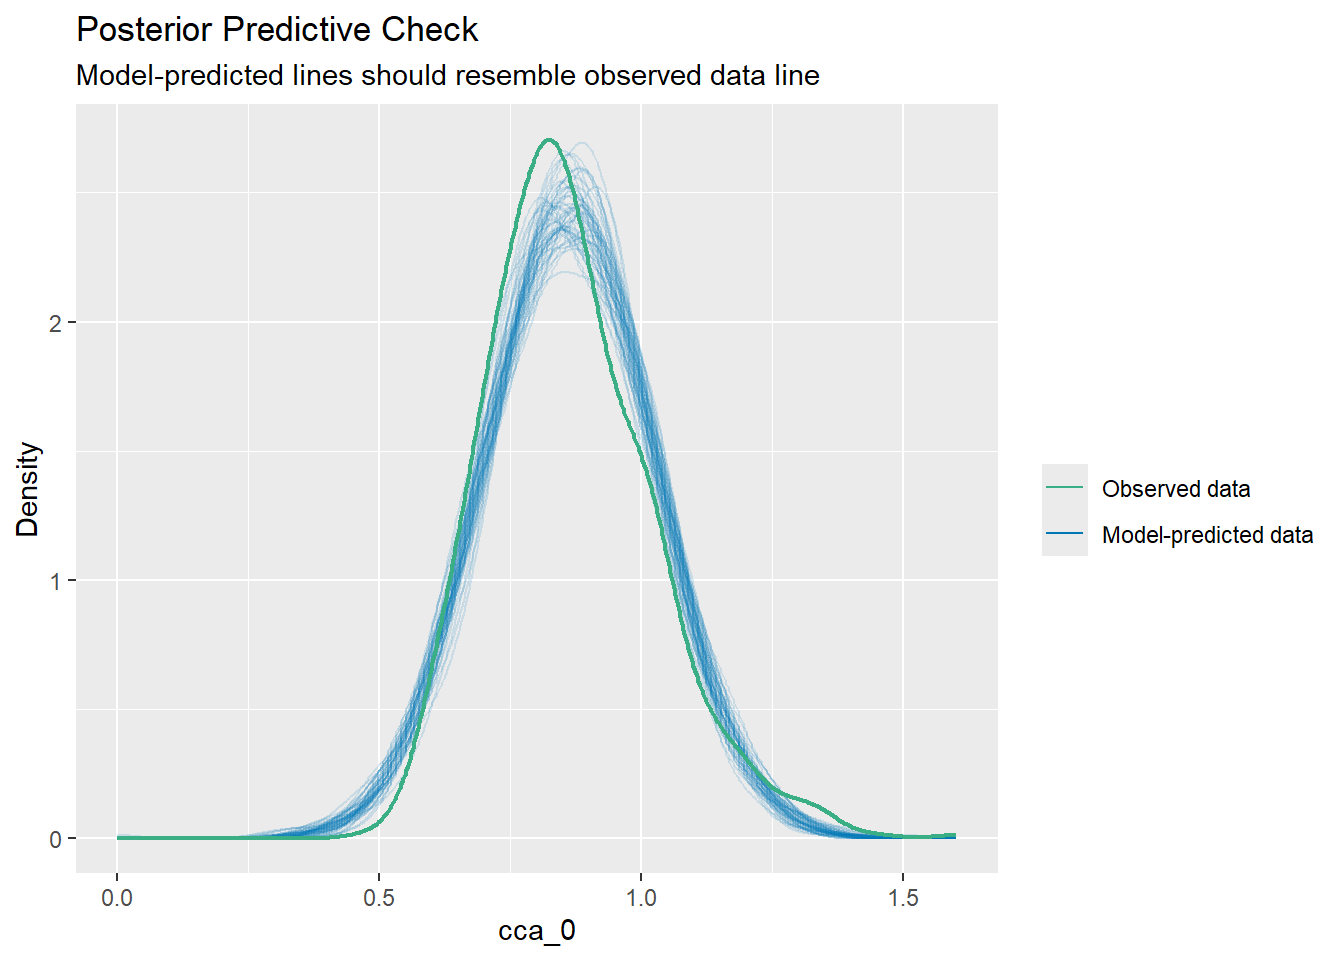 Posterior Predictive Check
Model-predicted lines should resemble observed data line
Density
2
1
0
0.0
0.5
1.0
1.5
cca_0
Observed data
Model-predicted data